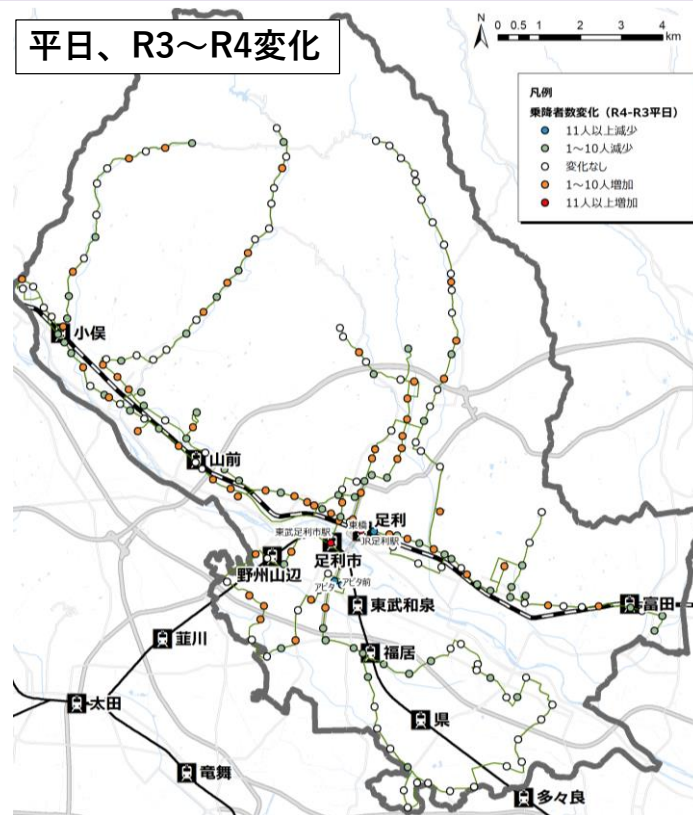 平日、R3～R4変化
N
0 0.5 1 2 3 4
km
凡例
乗降者数変化（R4-R3平日）
11人以上減少
1～10人減少
変化なし
1～10人増加
11人以上増加
小俣
山前
東橋
足利
東武足利市駅
JR足利駅
足利市
野州山辺
アピタ
アピタ前
東武和泉
富田
韮川
福居
太田
県
竜舞
多々良